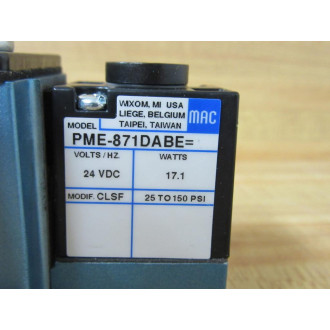 WIXOM, MI USA
LIEGE, BELGIUM
TAIPEI, TAIWAN
MAC
MODEL
PME-871DABE=
VOLTS / HZ. WATTS
24 VDC 17.1
MODIF. CLSF 25 TO 150 PSI